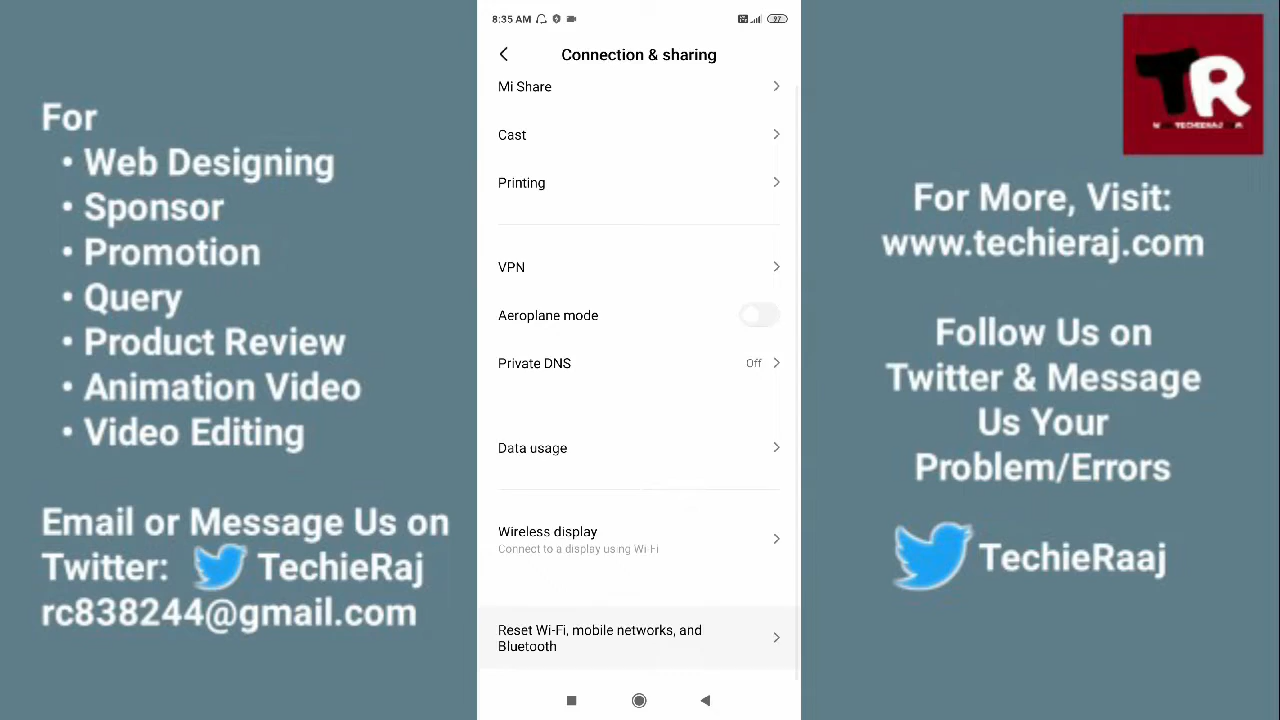 For
• Web Designing
• Sponsor
• Promotion
• Query
• Product Review
• Animation Video
• Video Editing
Email or Message Us on
Twitter: TechieRaj
rc838244@gmail.com
8:35 AM
97
Connection & sharing
Mi Share
Cast
Printing
VPN
Aeroplane mode
Private DNS Off
Data usage
Wireless display
Connect to a display using Wi Fi
Reset Wi-Fi, mobile networks, and
Bluetooth
TR
For More, Visit:
www.techieraj.com
Follow Us on
Twitter & Message
Us Your
Problem/Errors
TechieRaaj